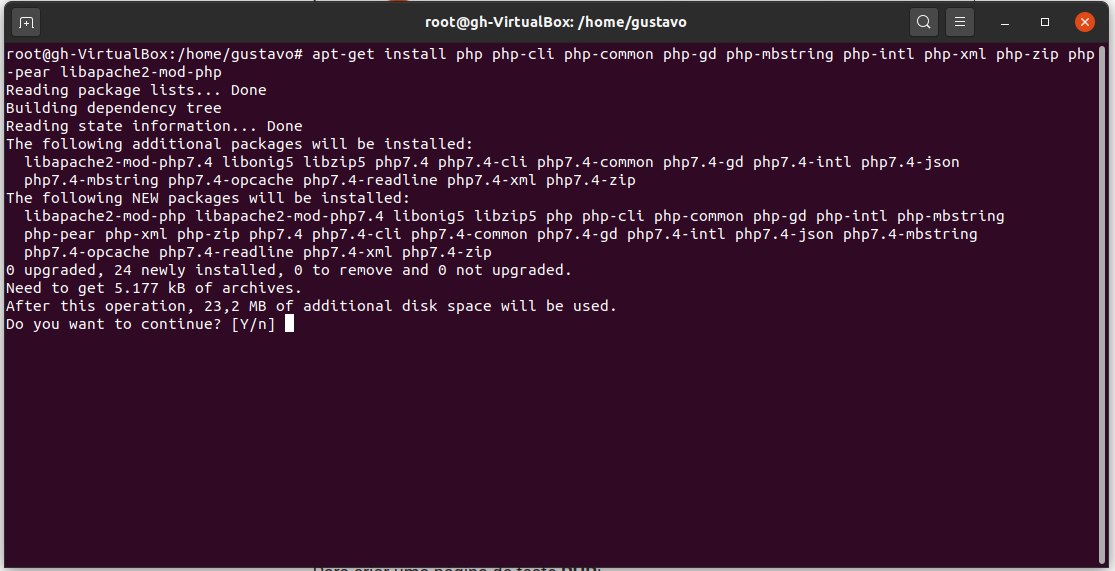 root@gh-VirtualBox: /home/gustavo
root@gh-VirtualBox:/home/gustavo# apt-get install php php-cli php-common php-gd php-mbstring php-intl php-xml php-zip php
-pear libapache2-mod-php
Reading package lists... Done
Building dependency tree
Reading state information... Done
The following additional packages will be installed:
  libapache2-mod-php7.4 libonig5 libzip5 php7.4 php7.4-cli php7.4-common php7.4-gd php7.4-intl php7.4-json
  php7.4-mbstring php7.4-opcache php7.4-readline php7.4-xml php7.4-zip
The following NEW packages will be installed:
  libapache2-mod-php libapache2-mod-php7.4 libonig5 libzip5 php php-cli php-common php-gd php-intl php-mbstring
  php-pear php-xml php-zip php7.4 php7.4-cli php7.4-common php7.4-gd php7.4-intl php7.4-json php7.4-mbstring
  php7.4-opcache php7.4-readline php7.4-xml php7.4-zip
0 upgraded, 24 newly installed, 0 to remove and 0 not upgraded.
Need to get 5.177 kB of archives.
After this operation, 23,2 MB of additional disk space will be used.
Do you want to continue? [Y/n]